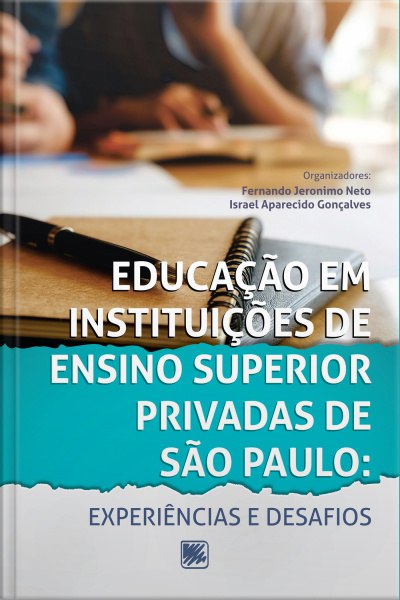 Organizadores:
Fernando Jeronimo Neto
Israel Aparecido Gonçalves
EDUCAÇÃO EM
INSTITUIÇÕES DE
ENSINO SUPERIOR
PRIVADAS DE
SÃO PAULO:
EXPERIÊNCIAS E DESAFIOS